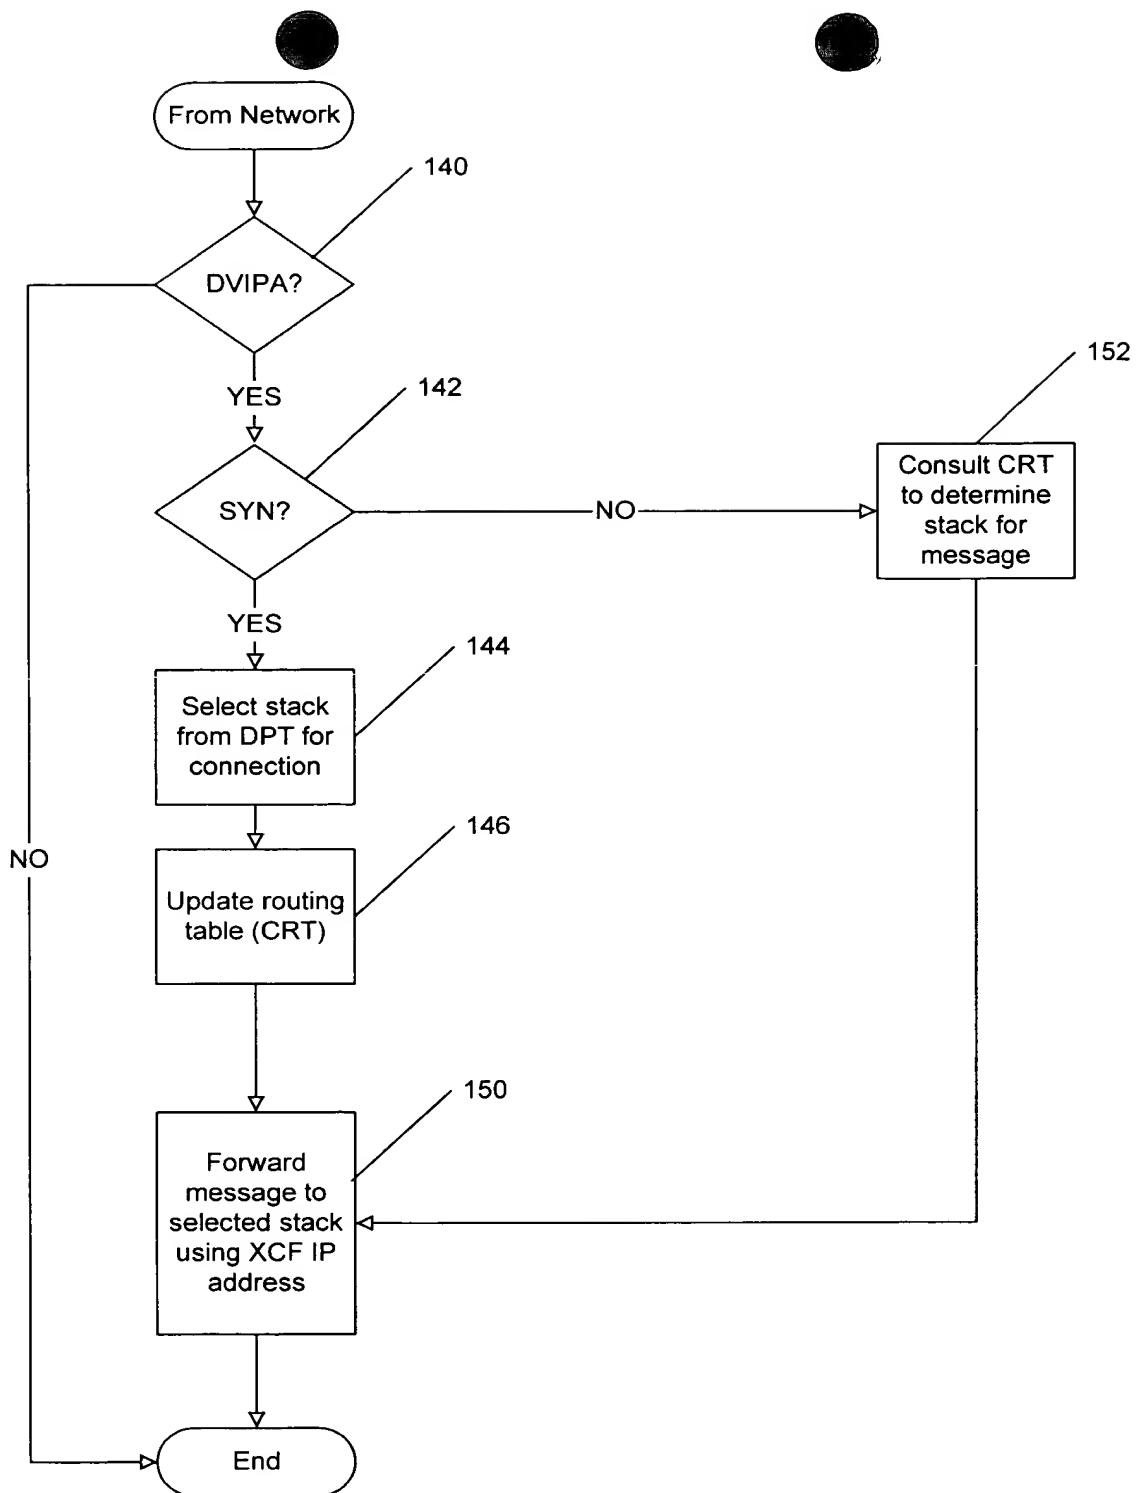 From Network
140
DVIPA?
152
YES
142
Consult CRT
to determine
stack for
message
SYN?
NO
YES
144
Select stack
from DPT for
connection
146
NO
Update routing
table (CRT)
150
Forward
message to
selected stack
using XCF IP
address
End